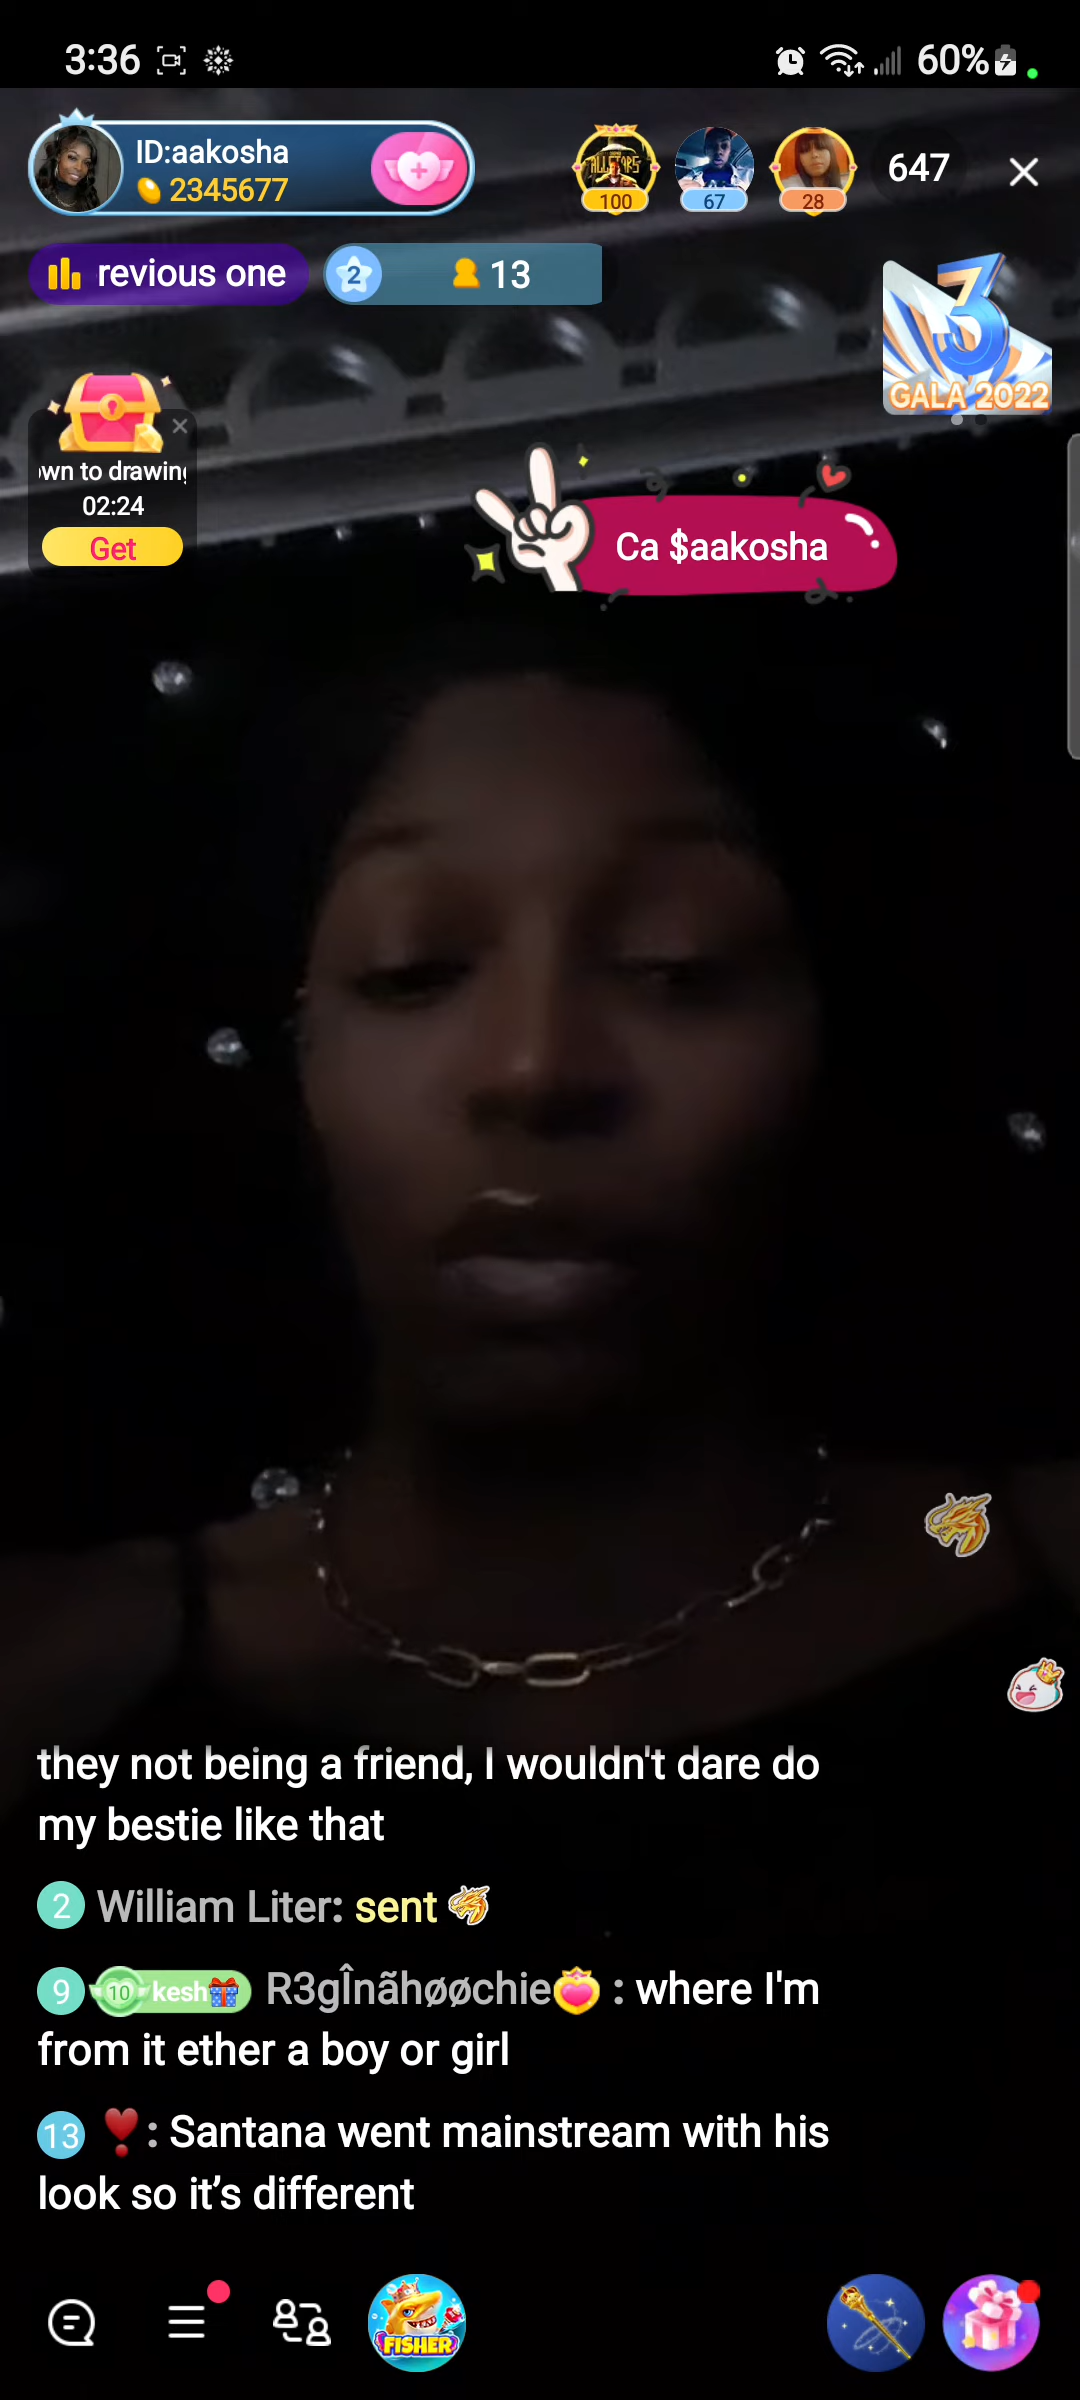 3:36
60%
ID:aakosha
2345677
100
67
28
647
revious one
2
13
3
GALA 2022
own to drawing
02:24
Get
Ca $aakosha
they not being a friend, I wouldn't dare do
my bestie like that
2 William Liter: sent
9 10 kesh🎁 R3gÎnãhøøchie : where I'm
from it ether a boy or girl
13 ❣️: Santana went mainstream with his
look so it’s different
FISHER